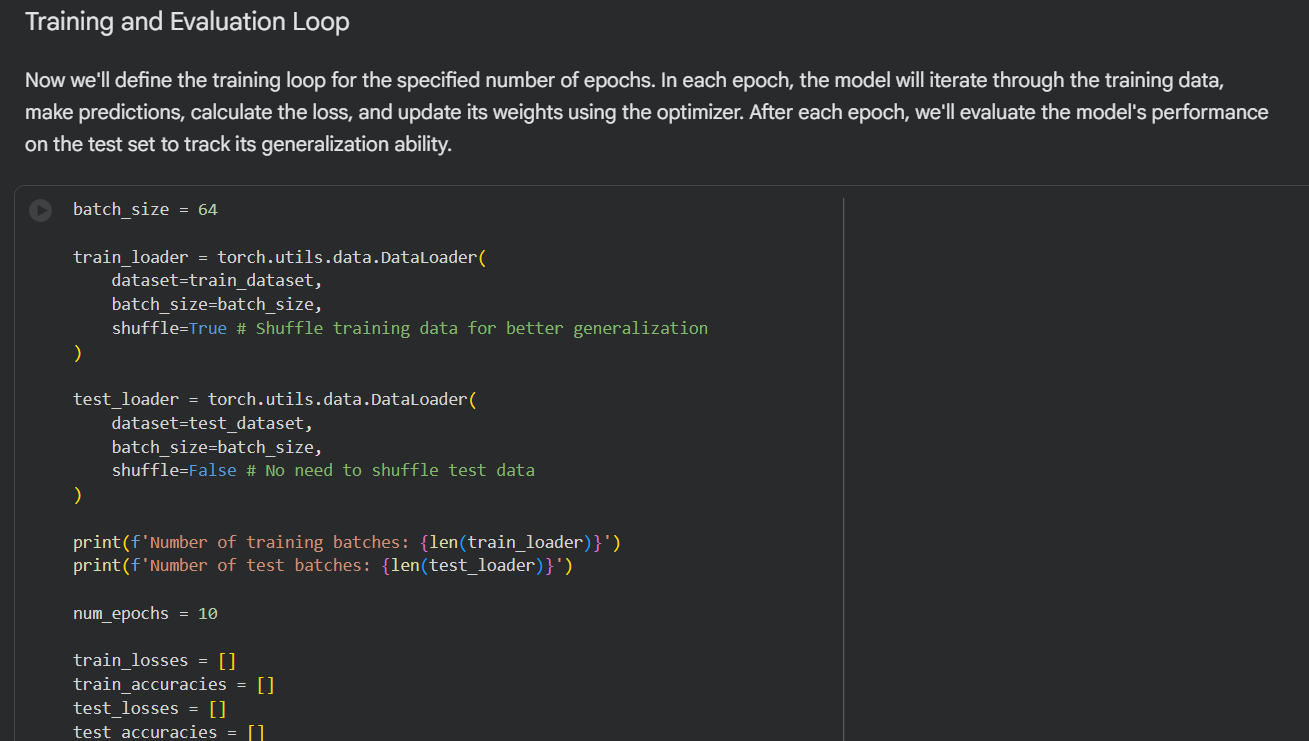 Training and Evaluation Loop
Now we'll define the training loop for the specified number of epochs. In each epoch, the model will iterate through the training data,
make predictions, calculate the loss, and update its weights using the optimizer. After each epoch, we'll evaluate the model's performance
on the test set to track its generalization ability.
batch_size = 64
train_loader = torch.utils.data.DataLoader(
    dataset=train_dataset,
    batch_size=batch_size,
    shuffle=True # Shuffle training data for better generalization
)
test_loader = torch.utils.data.DataLoader(
    dataset=test_dataset,
    batch_size=batch_size,
    shuffle=False # No need to shuffle test data
)
print(f'Number of training batches: {len(train_loader)}')
print(f'Number of test batches: {len(test_loader)}')
num_epochs = 10
train_losses = []
train_accuracies = []
test_losses = []
test_accuracies = []